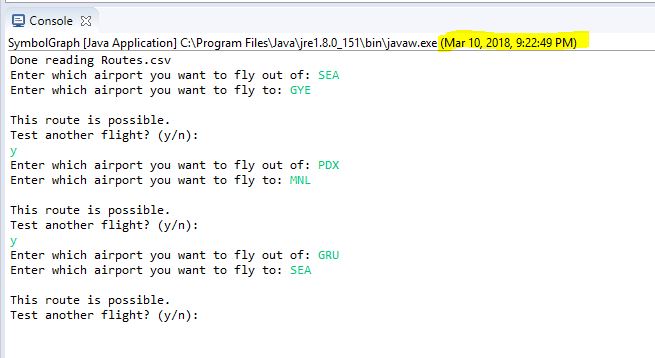 Console
SymbolGraph [Java Application] C:\Program Files\Java\jre1.8.0_151\bin\javaw.exe (Mar 10, 2018, 9:22:49 PM)
Done reading Routes.csv
Enter which airport you want to fly out of: SEA
Enter which airport you want to fly to: GYE
This route is possible.
Test another flight? (y/n):
y
Enter which airport you want to fly out of: PDX
Enter which airport you want to fly to: MNL
This route is possible.
Test another flight? (y/n):
y
Enter which airport you want to fly out of: GRU
Enter which airport you want to fly to: SEA
This route is possible.
Test another flight? (y/n):